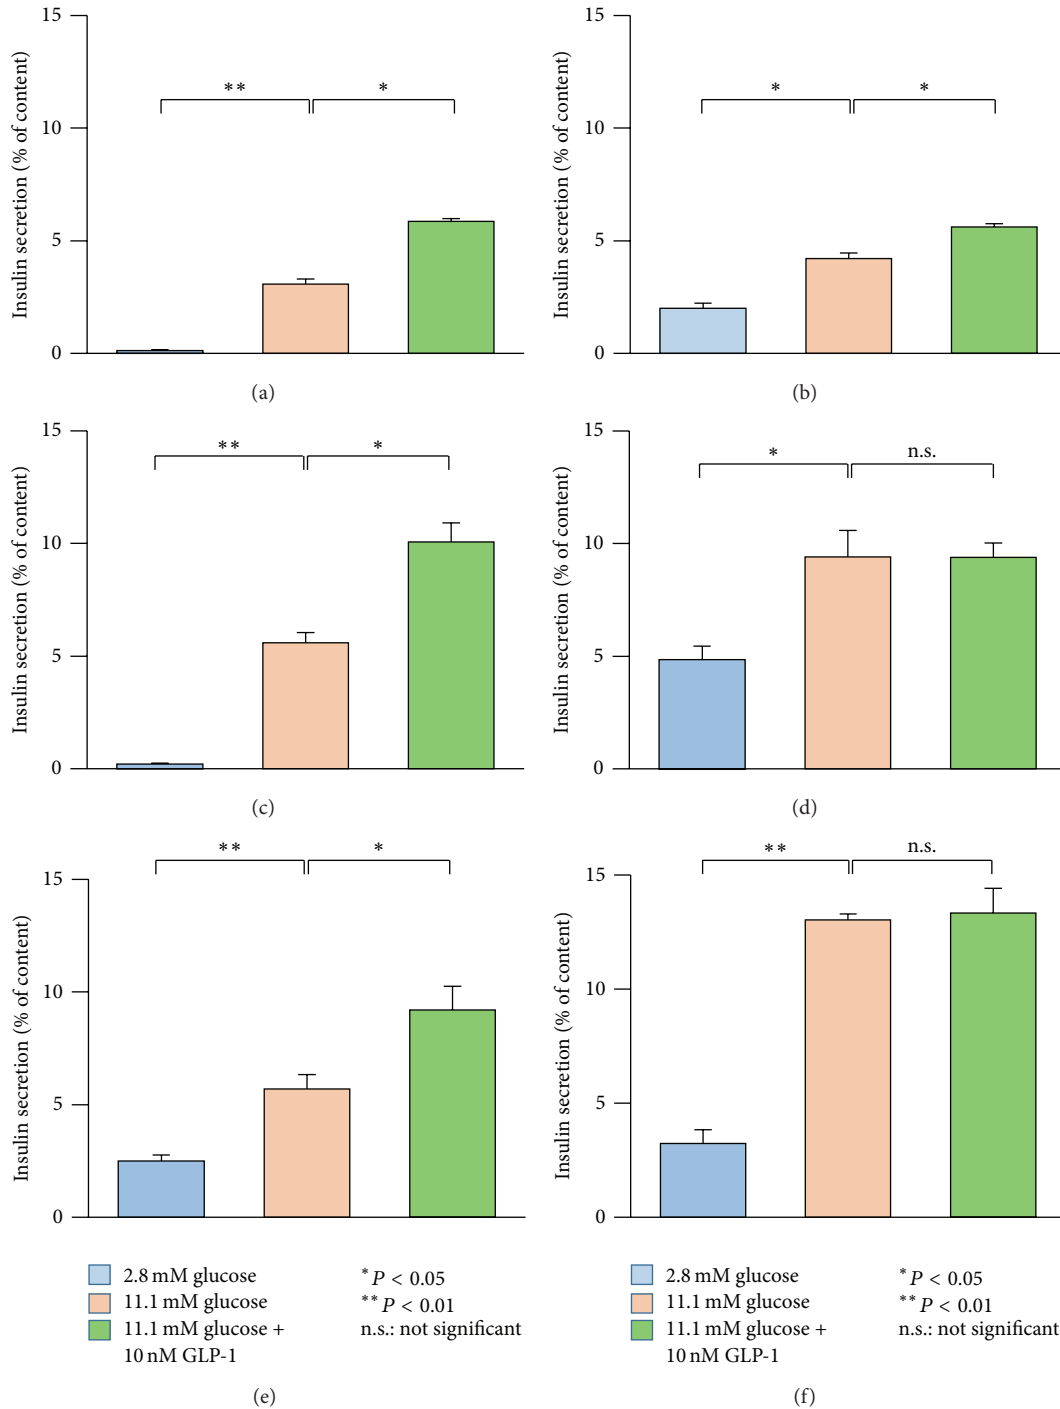 15
10
5
0
Insulin secretion (% of content)
**
*
(a)
15
10
5
0
Insulin secretion (% of content)
*
*
(b)
15
10
5
0
Insulin secretion (% of content)
**
*
(c)
15
10
5
0
Insulin secretion (% of content)
*
n.s.
(d)
15
10
5
0
Insulin secretion (% of content)
**
*
2.8 mM glucose
11.1 mM glucose
11.1 mM glucose +
10 nM GLP-1
* P < 0.05
** P < 0.01
n.s.: not significant
(e)
15
10
5
0
Insulin secretion (% of content)
**
n.s.
2.8 mM glucose
11.1 mM glucose
11.1 mM glucose +
10 nM GLP-1
* P < 0.05
** P < 0.01
n.s.: not significant
(f)